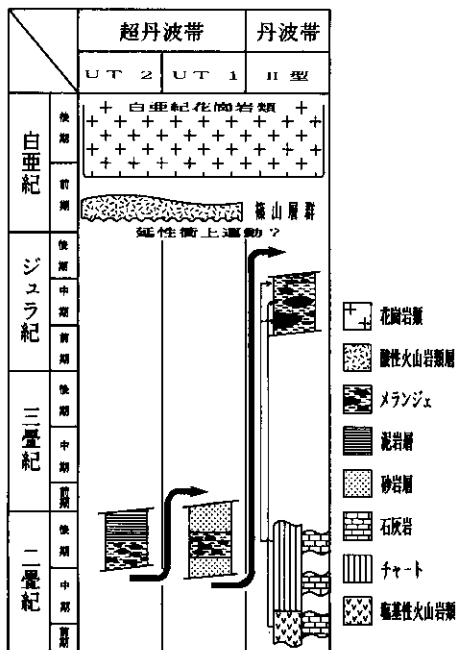 超丹波帯 丹波帯
UT 2 UT 1 II 型
白亜紀 後期
白亜紀花崗岩類
前期
篠山層群
延性衝上運動?
ジュラ紀 後期
中期
前期
三畳紀 後期
中期
前期
二畳紀 後期
中期
前期
花崗岩類
酸性火山岩類層
メランジェ
泥岩層
砂岩層
石灰岩
チャート
塩基性火山岩類